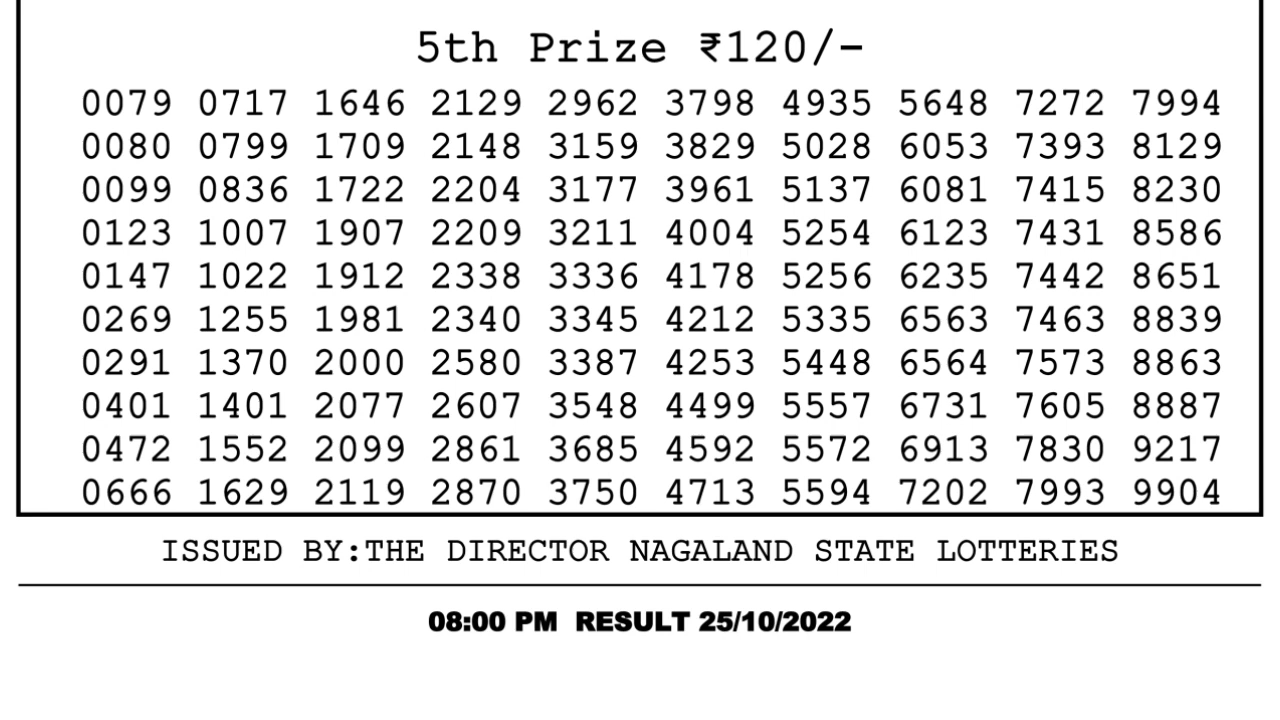 5th Prize ₹120/-
0079 0717 1646 2129 2962 3798 4935 5648 7272 7994
0080 0799 1709 2148 3159 3829 5028 6053 7393 8129
0099 0836 1722 2204 3177 3961 5137 6081 7415 8230
0123 1007 1907 2209 3211 4004 5254 6123 7431 8586
0147 1022 1912 2338 3336 4178 5256 6235 7442 8651
0269 1255 1981 2340 3345 4212 5335 6563 7463 8839
0291 1370 2000 2580 3387 4253 5448 6564 7573 8863
0401 1401 2077 2607 3548 4499 5557 6731 7605 8887
0472 1552 2099 2861 3685 4592 5572 6913 7830 9217
0666 1629 2119 2870 3750 4713 5594 7202 7993 9904
ISSUED BY:THE DIRECTOR NAGALAND STATE LOTTERIES
08:00 PM RESULT 25/10/2022